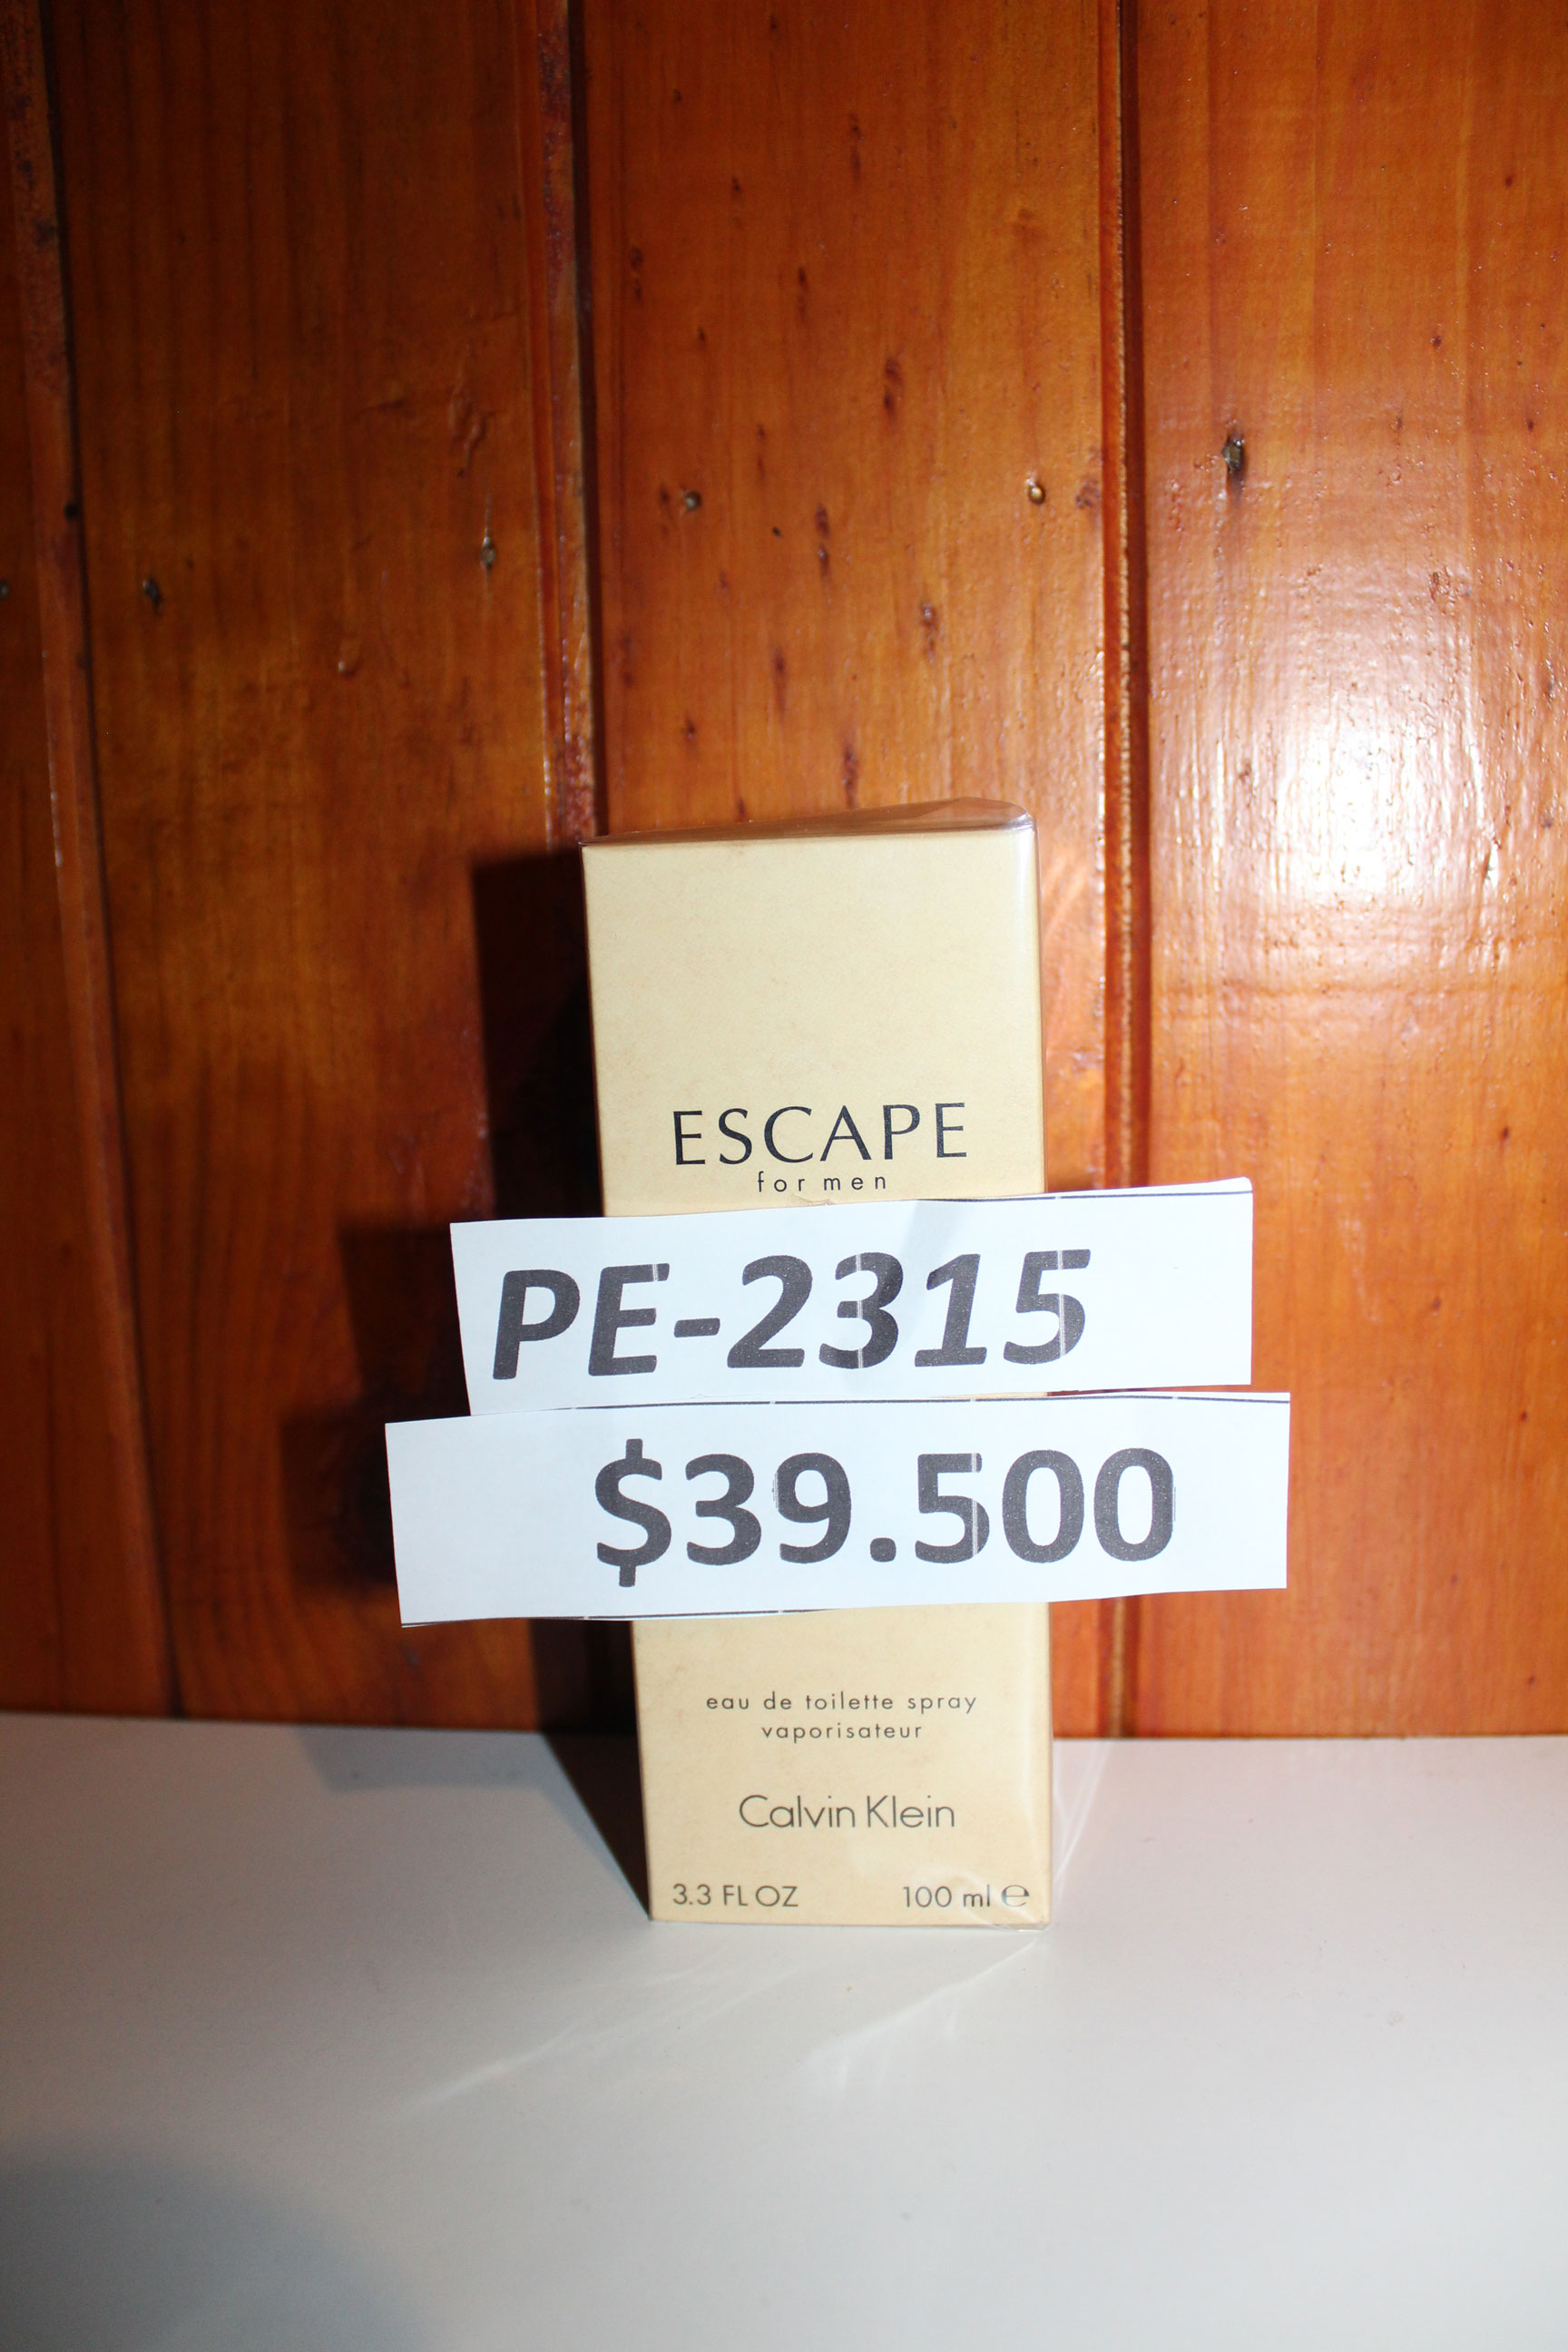 ESCAPE
for men
PE-2315
$39.500
eau de toilette spray
vaporisateur
Calvin Klein
3.3 FL OZ 100 ml ℮